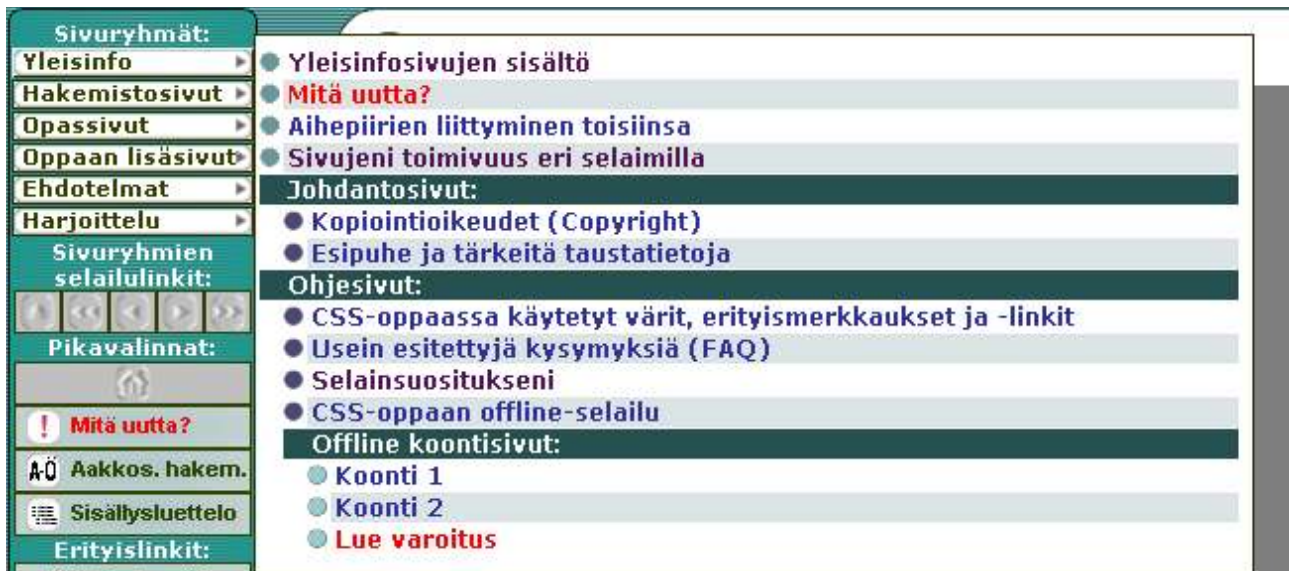 Sivuryhmät:
Yleisinfo
Hakemistosivut
Opassivut
Oppaan lisäsivut
Ehdotelmat
Harjoittelu
Sivuryhmien
selailulinkit:
Pikavalinnat:
Mitä uutta?
A-Ö Aakkos. hakem.
Sisällysluettelo
Erityislinkit:
Yleisinfosivujen sisältö
Mitä uutta?
Aihepiirien liittyminen toisiinsa
Sivujeni toimivuus eri selaimilla
Johdantosivut:
Kopiointioikeudet (Copyright)
Esipuhe ja tärkeitä taustatietoja
Ohjesivut:
CSS-oppaassa käytetyt värit, erityismerkkaukset ja -linkit
Usein esitettyjä kysymyksiä (FAQ)
Selainsuositukseni
CSS-oppaan offline-selailu
Offline koontisivut:
Koonti 1
Koonti 2
Lue varoitus